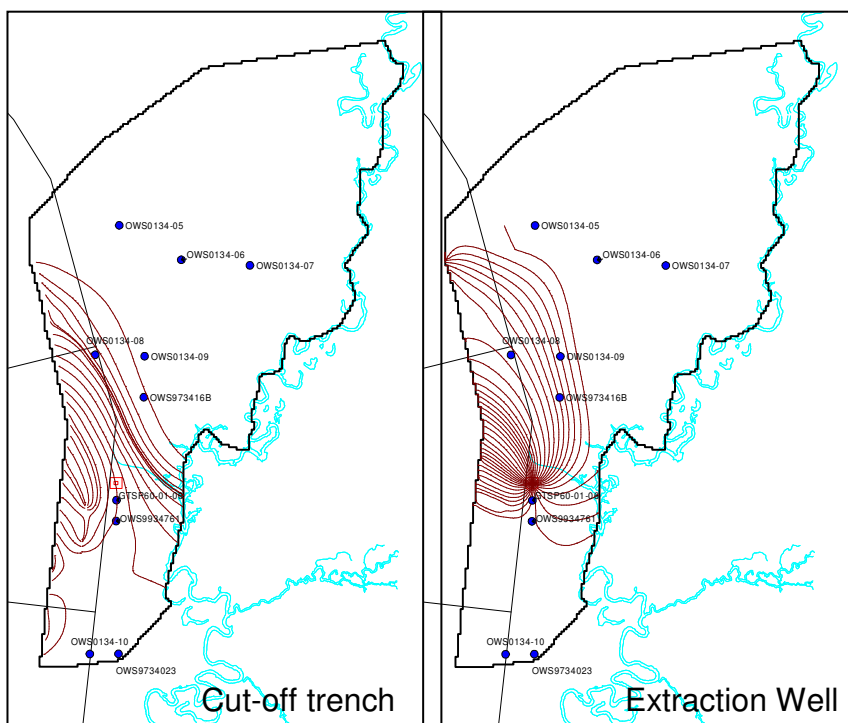 OWS0134-05
OWS0134-06
OWS0134-07
OWS0134-08
OWS0134-09
OWS973416B
GTSP60-01-08
OWS9934761
OWS0134-10
OWS9734023
Cut-off trench
OWS0134-05
OWS0134-06
OWS0134-07
OWS0134-08
OWS0134-09
OWS973416B
OWS9934761
OWS0134-10
OWS9734023
Extraction Well